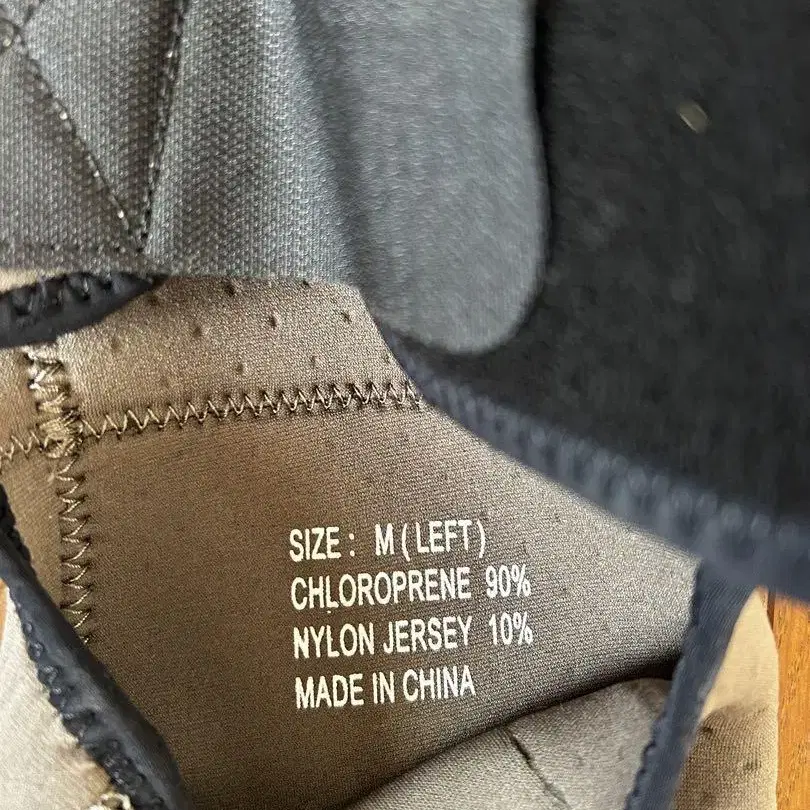 SIZE : M ( LEFT )
CHLOROPRENE 90%
NYLON JERSEY 10%
MADE IN CHINA